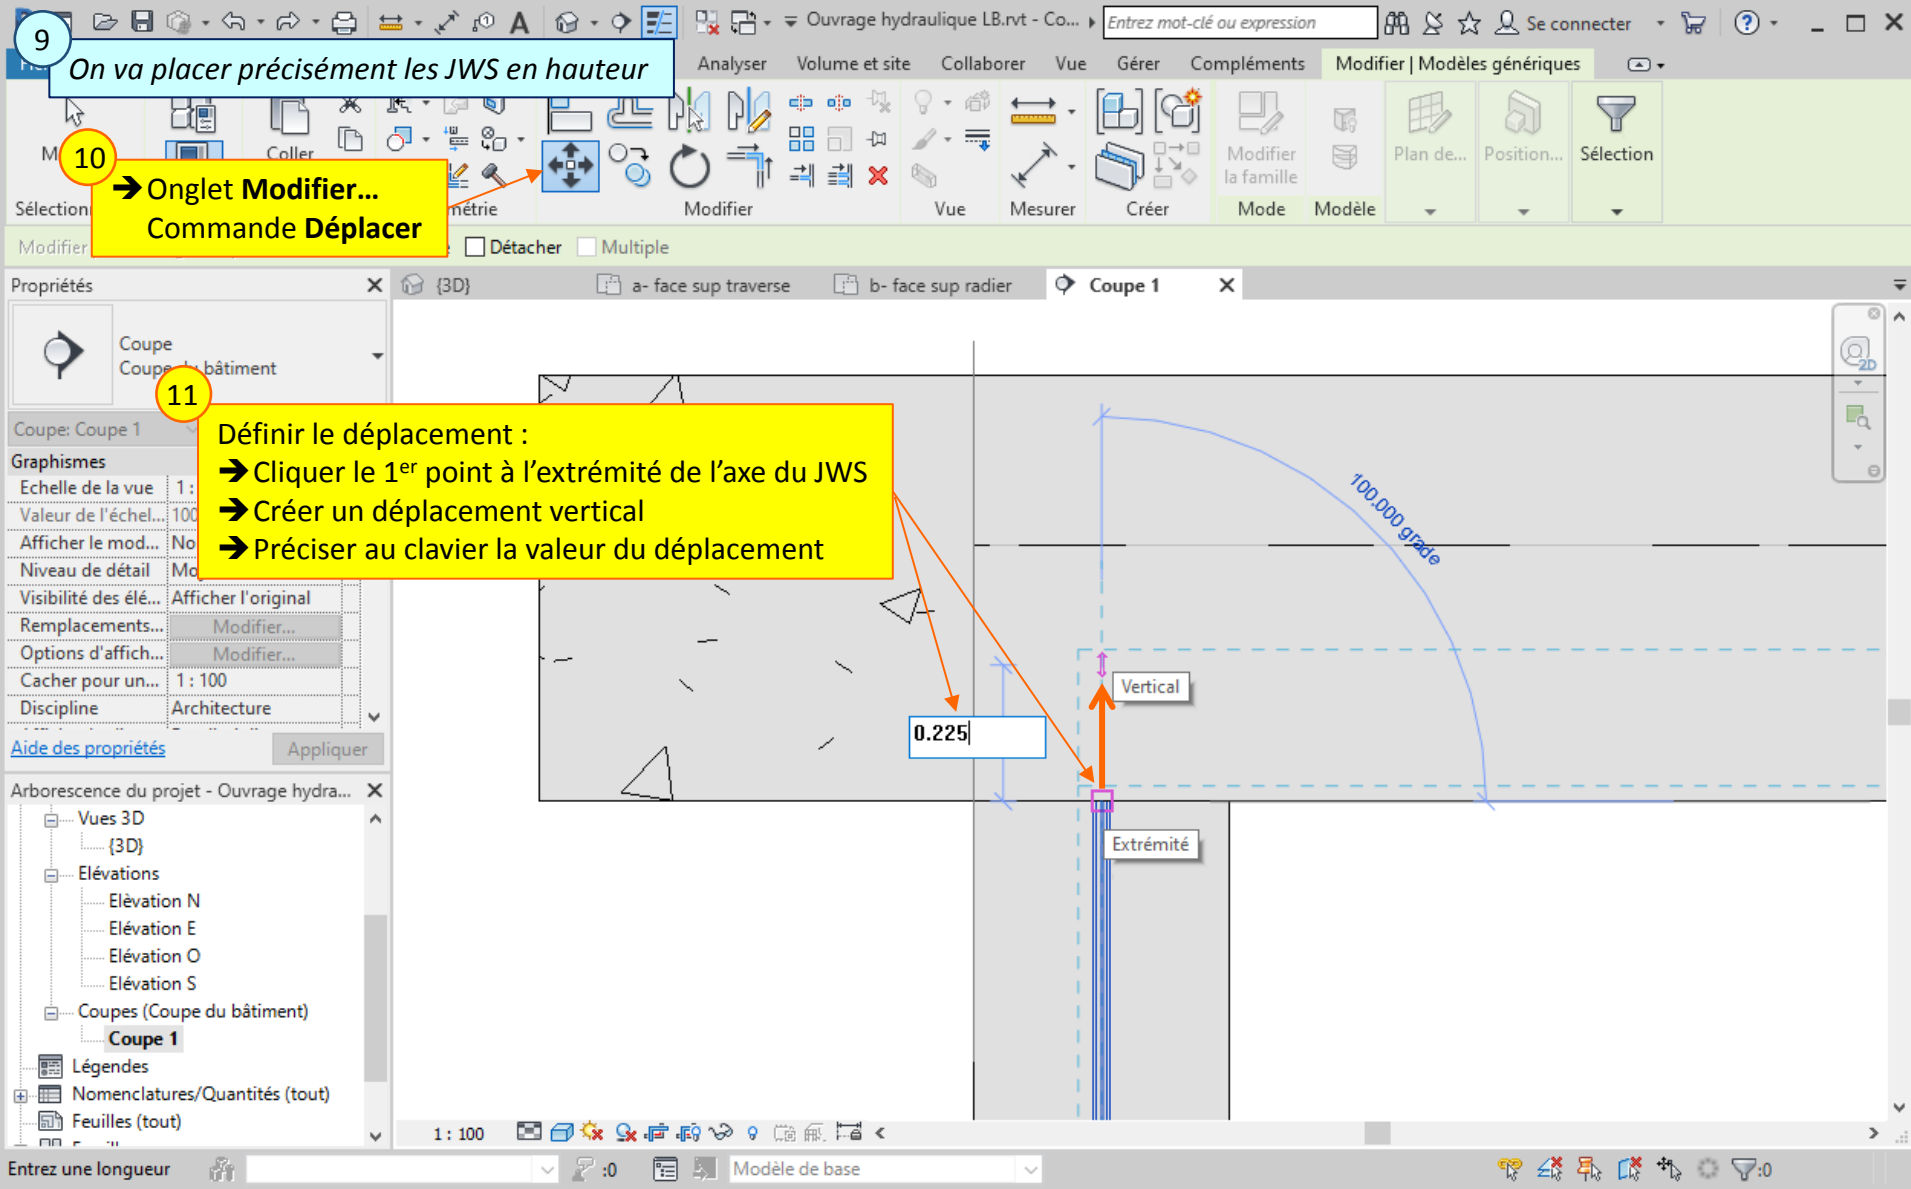 Ouvrage hydraulique LB.rvt - Co...
Entrez mot-clé ou expression
Se connecter
9
On va placer précisément les JWS en hauteur
Analyser
Volume et site
Collaborer
Vue
Gérer
Compléments
Modifier | Modèles génériques
10
➔ Onglet Modifier...
Commande Déplacer
Coller
Modifier
la famille
Plan de...
Position...
Sélection
Modifier
Vue
Mesurer
Créer
Mode
Modèle
Modifier
Détacher
Multiple
Propriétés
{3D}
a- face sup traverse
b- face sup radier
Coupe 1
Coupe
Coupe du bâtiment
2D
11
Définir le déplacement :
➔ Cliquer le 1er point à l'extrémité de l'axe du JWS
➔ Créer un déplacement vertical
➔ Préciser au clavier la valeur du déplacement
Coupe: Coupe 1
Graphismes
Echelle de la vue 1 :
Valeur de l'échel... 100
Afficher le mod... No
Niveau de détail Mo
Visibilité des élé... Afficher l'original
Remplacements... Modifier...
Options d'affich... Modifier...
Cacher pour un... 1 : 100
Discipline Architecture
Aide des propriétés
Appliquer
100.000 grade
Vertical
0.225
Extrémité
Arborescence du projet - Ouvrage hydra...
Vues 3D
{3D}
Elévations
Elèvation N
Elévation E
Elévation O
Elévation S
Coupes (Coupe du bâtiment)
Coupe 1
Légendes
Nomenclatures/Quantités (tout)
Feuilles (tout)
1 : 100
Entrez une longueur
:0
Modèle de base
:0